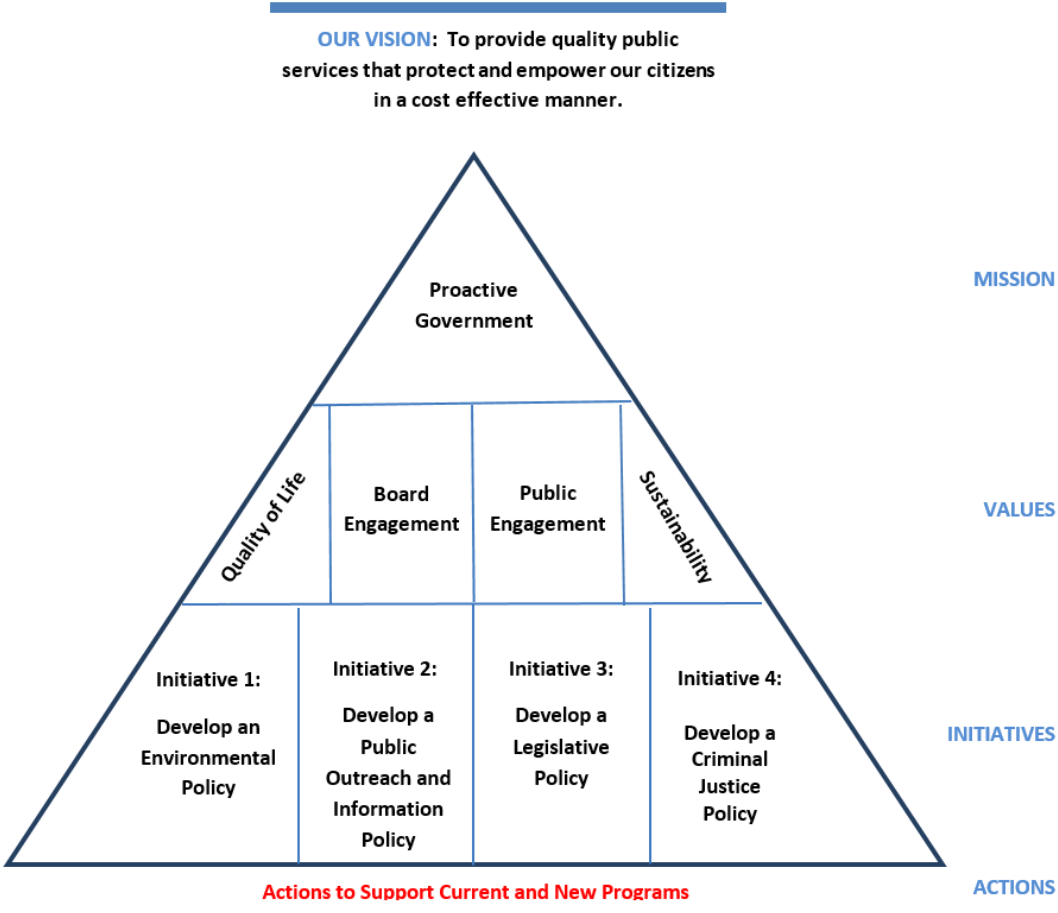 OUR VISION: To provide quality public
services that protect and empower our citizens
in a cost effective manner.
Proactive
Government
MISSION
Quality of Life
Board
Engagement
Public
Engagement
Sustainability
VALUES
Initiative 1:
Develop an
Environmental
Policy
Initiative 2:
Develop a
Public
Outreach and
Information
Policy
Initiative 3:
Develop a
Legislative
Policy
Initiative 4:
Develop a
Criminal
Justice
Policy
INITIATIVES
Actions to Support Current and New Programs
ACTIONS